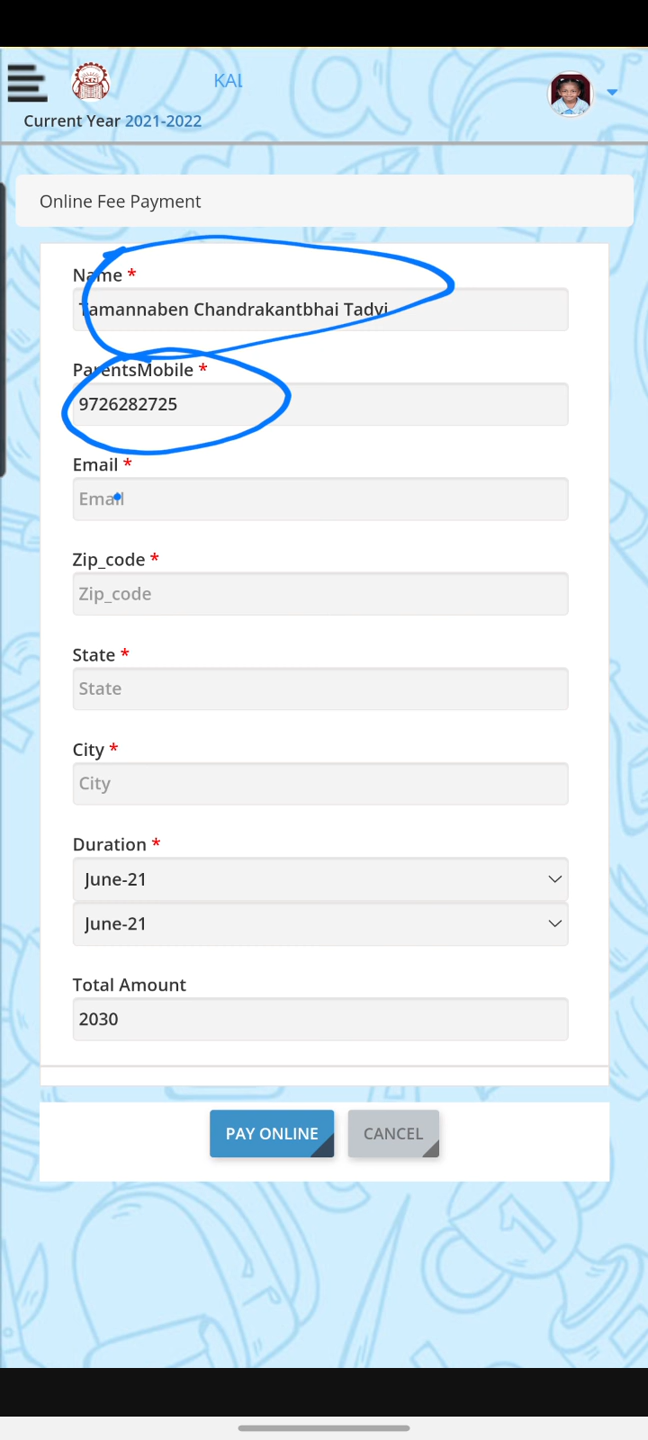 KAL
Current Year 2021-2022
Online Fee Payment
Name *
Tamannaben Chandrakantbhai Tadvi
ParentsMobile *
9726282725
Email *
Email
Zip_code *
Zip_code
State *
State
City *
City
Duration *
June-21
June-21
Total Amount
2030
PAY ONLINE CANCEL